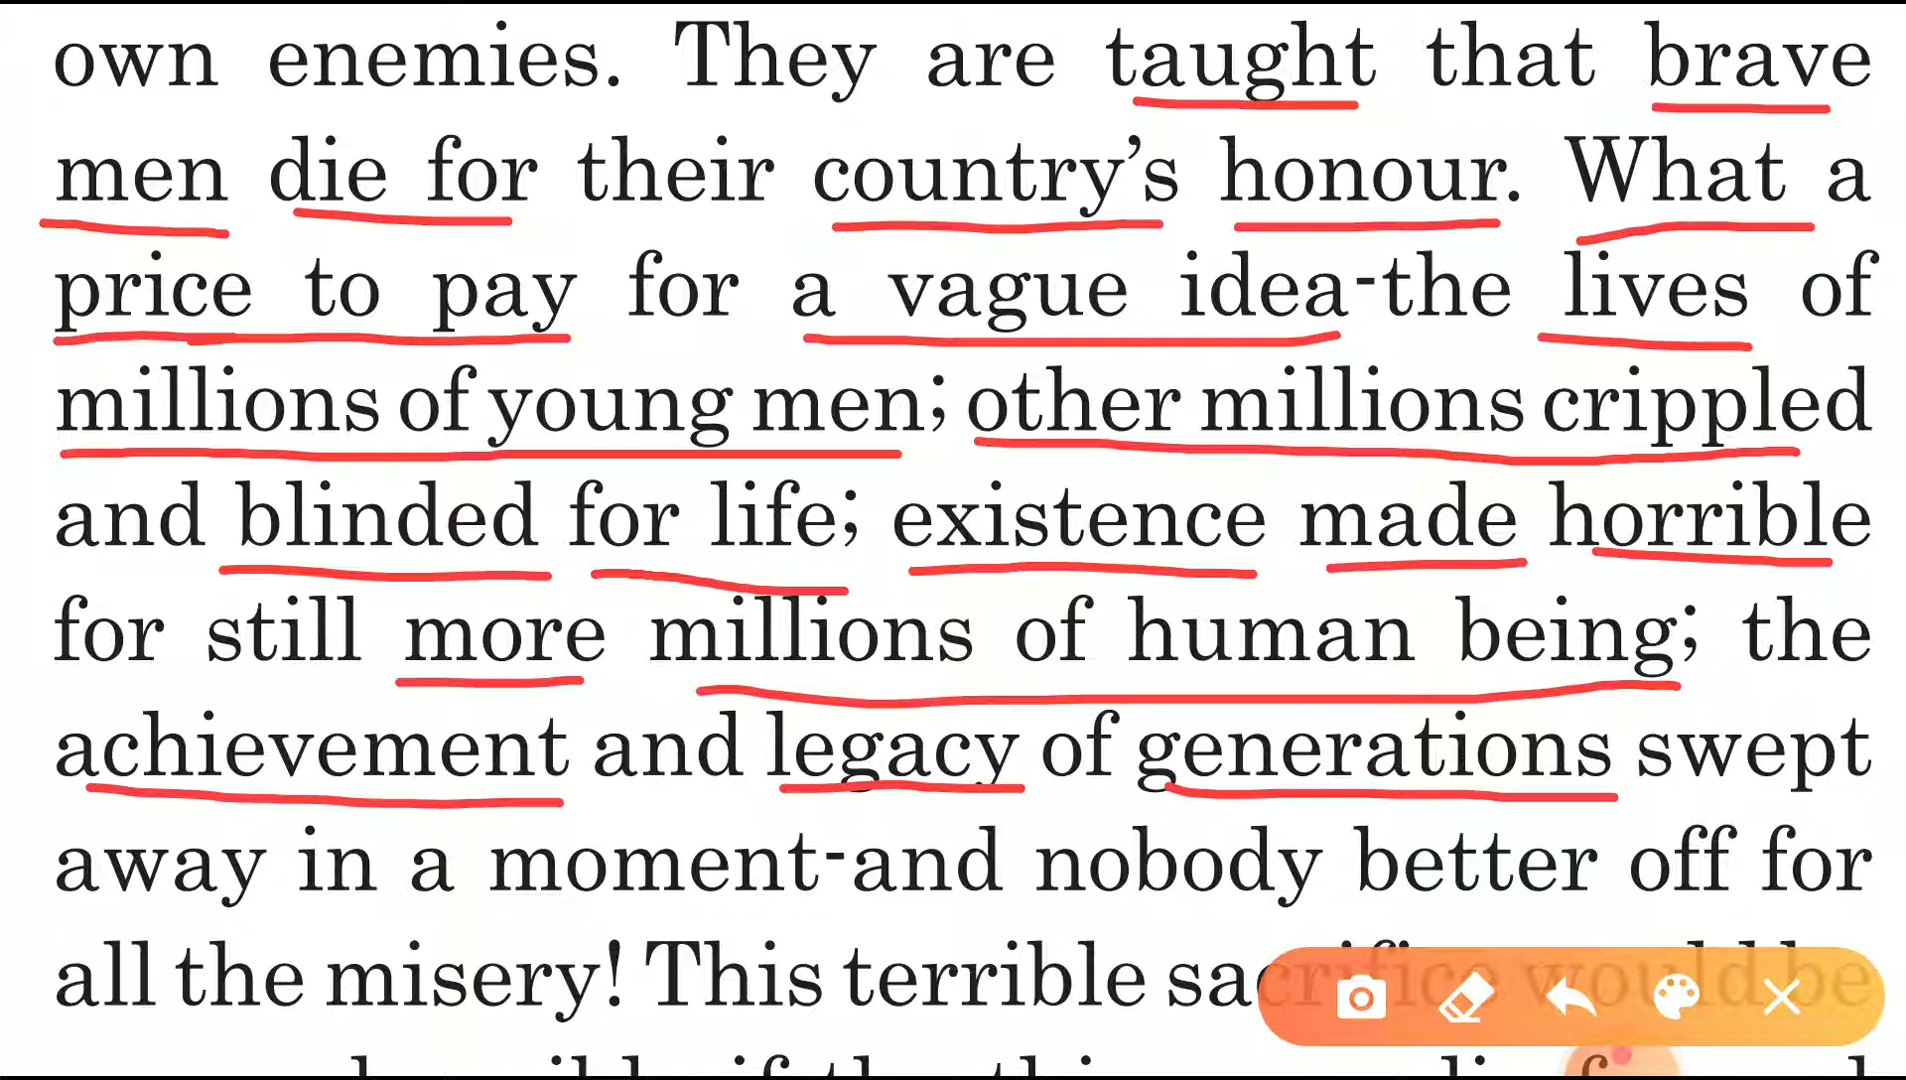 own enemies. They are taught that brave
men die for their country's honour. What a
price to pay for a vague idea-the lives of
millions of young men; other millions crippled
and blinded for life; existence made horrible
for still more millions of human being; the
achievement and legacy of generations swept
away in a moment-and nobody better off for
all the misery! This terrible sacrifice would be